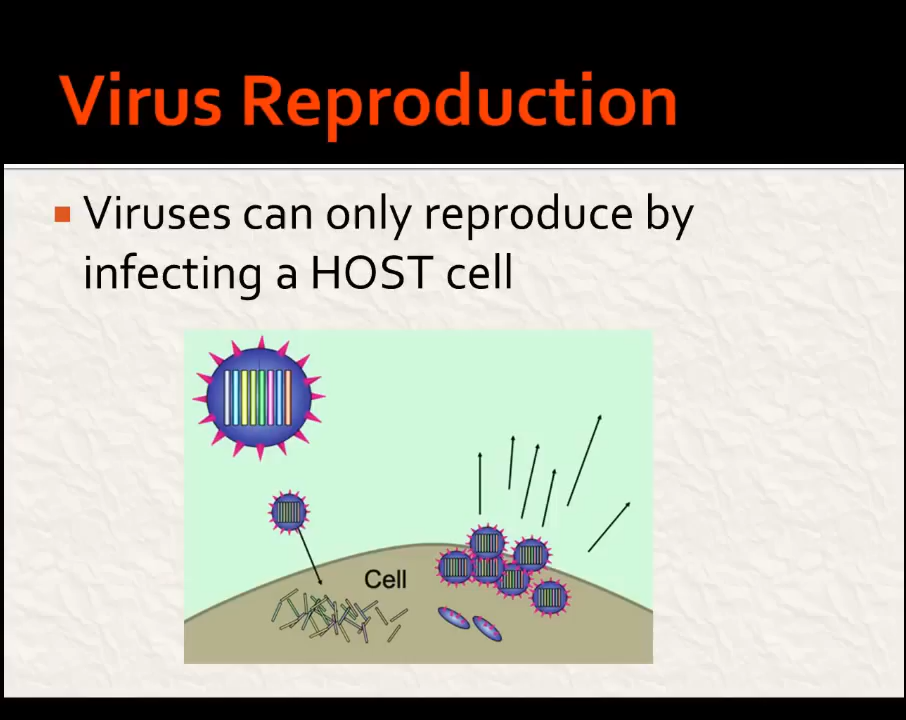 Virus Reproduction
Viruses can only reproduce by
infecting a HOST cell
Cell